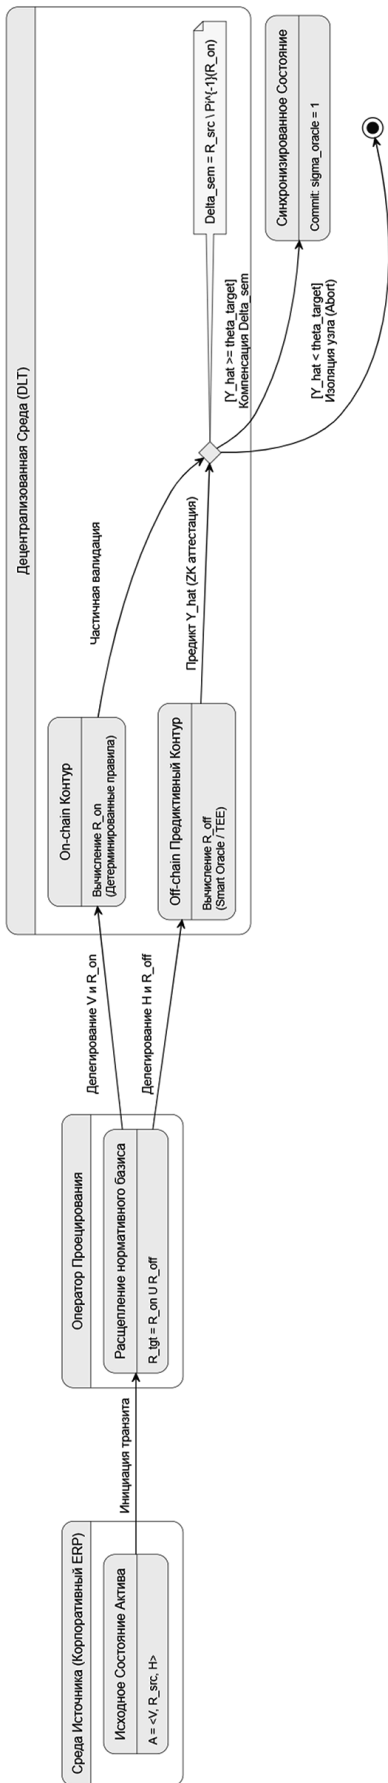 Среда Источника (Корпоративный ERP)
Исходное Состояние Актива
A = <V, R_src, H>
Инициация транзита
Оператор Проецирования
Расщепление нормативного базиса
R_tgt = R_on U R_off
Делегирование V и R_on
Делегирование H и R_off
Децентрализованная Среда (DLT)
On-chain Контур
Вычисление R_on
(Детерминированные правила)
Off-chain Предиктивный Контур
Вычисление R_off
(Smart Oracle / TEE)
Частичная валидация
Предикт Y_hat (ZK аттестация)
Delta_sem = R_src \ Pi^{-1}(R_on)
[Y_hat >= theta_target]
Компенсация Delta_sem
Синхронизированное Состояние
Commit: sigma_oracle = 1
[Y_hat < theta_target]
Изоляция узла (Abort)